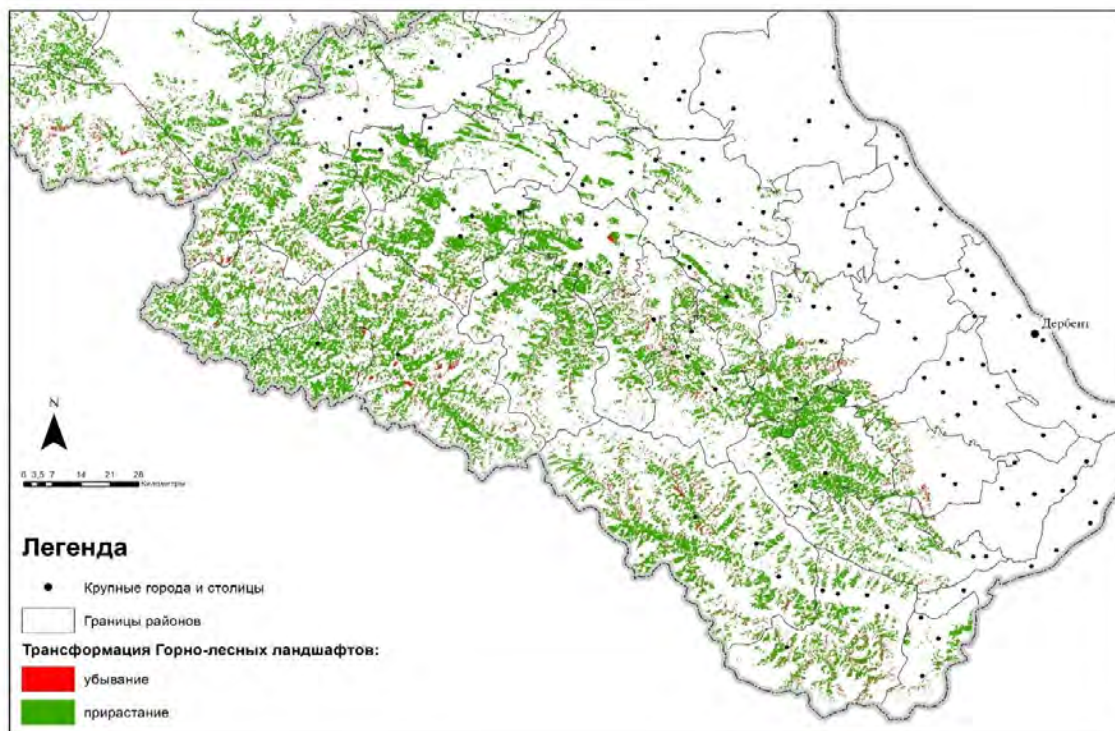 Дербент
N
0 3,5 7 14 21 28
Километры
Легенда
Крупные города и столицы
Границы районов
Трансформация Горно-лесных ландшафтов:
убывание
прирастание